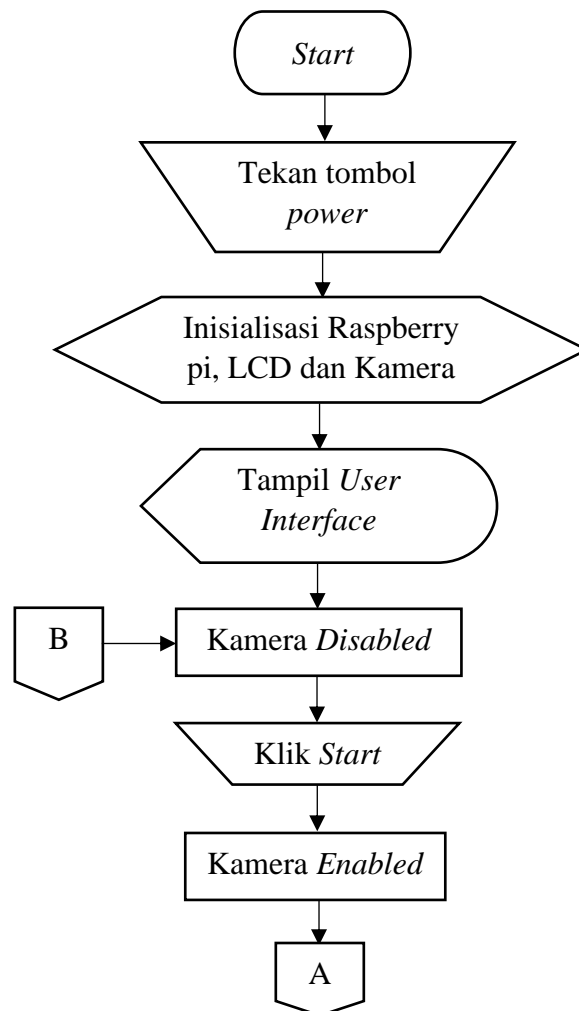 Start
Tekan tombol
power
Inisialisasi Raspberry
pi, LCD dan Kamera
Tampil User
Interface
B
Kamera Disabled
Klik Start
Kamera Enabled
A